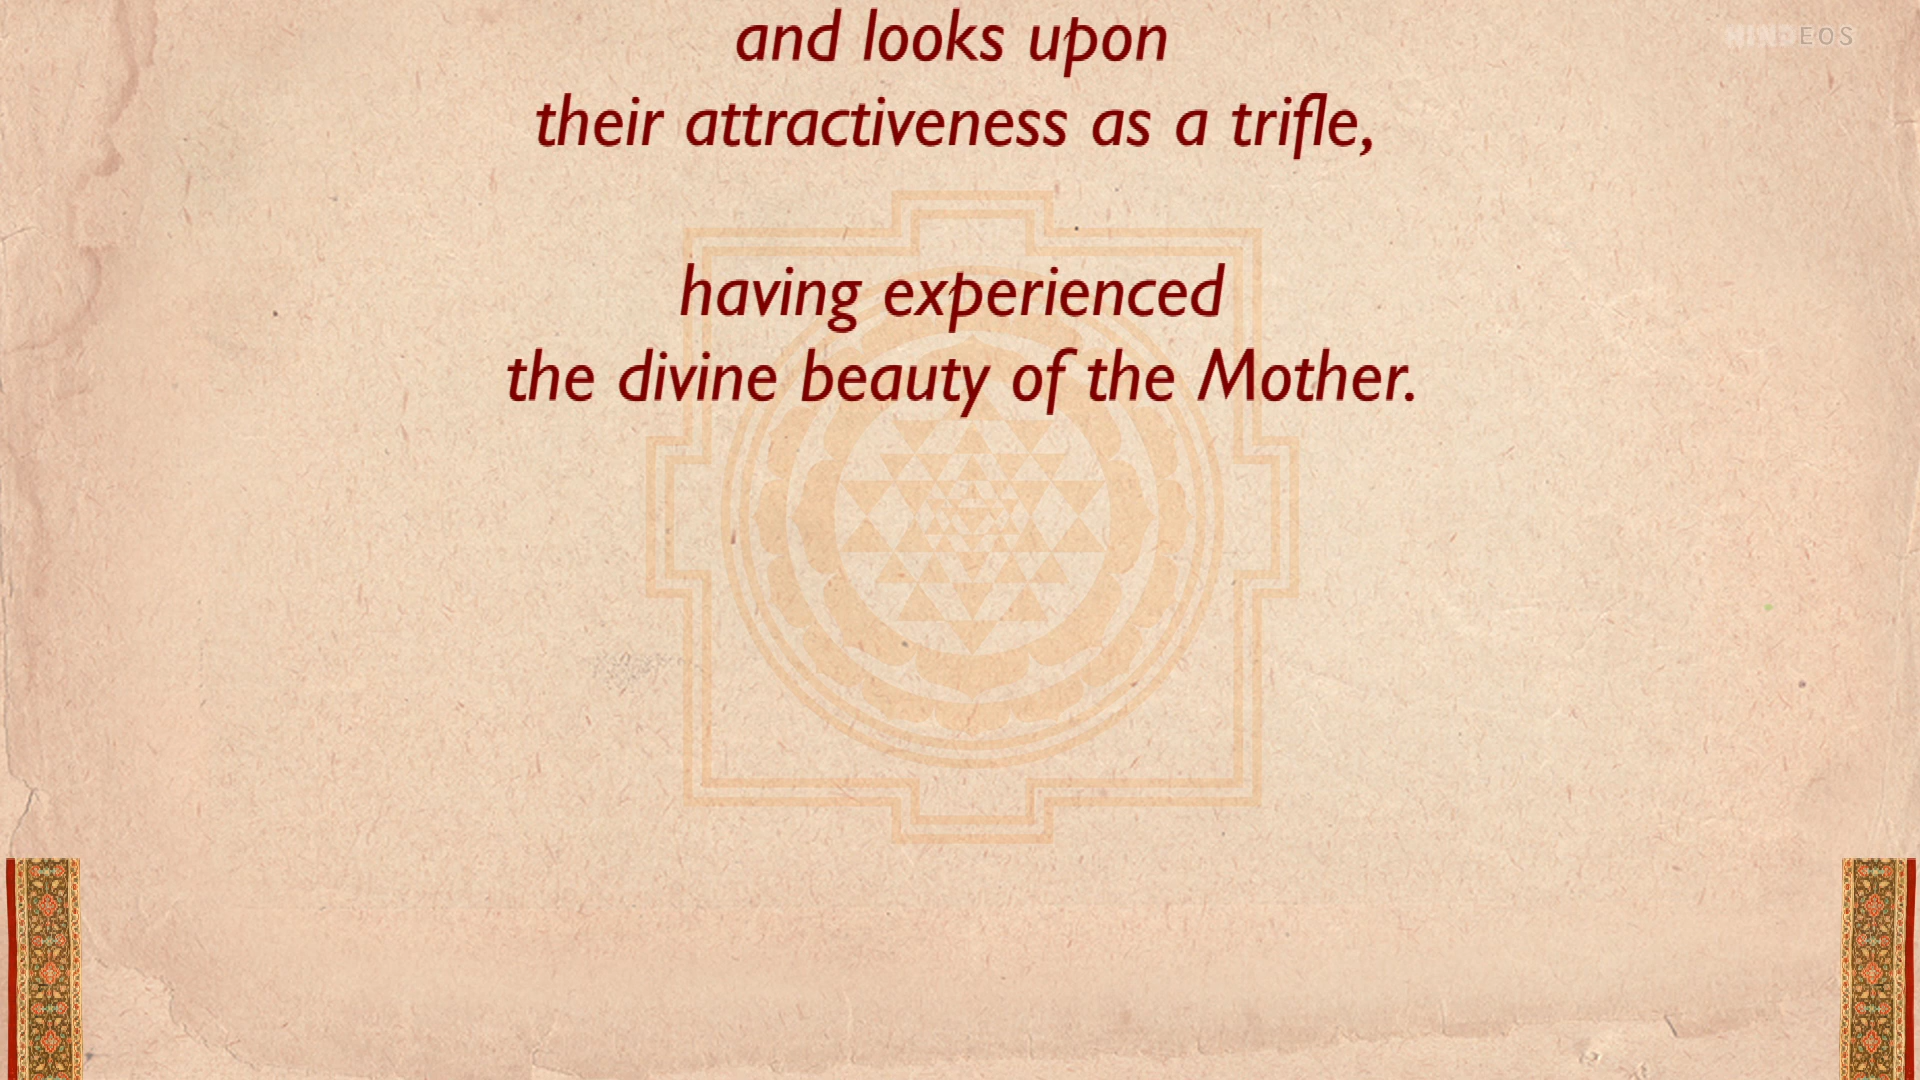 and looks upon
their attractiveness as a trifle,
having experienced
the divine beauty of the Mother.